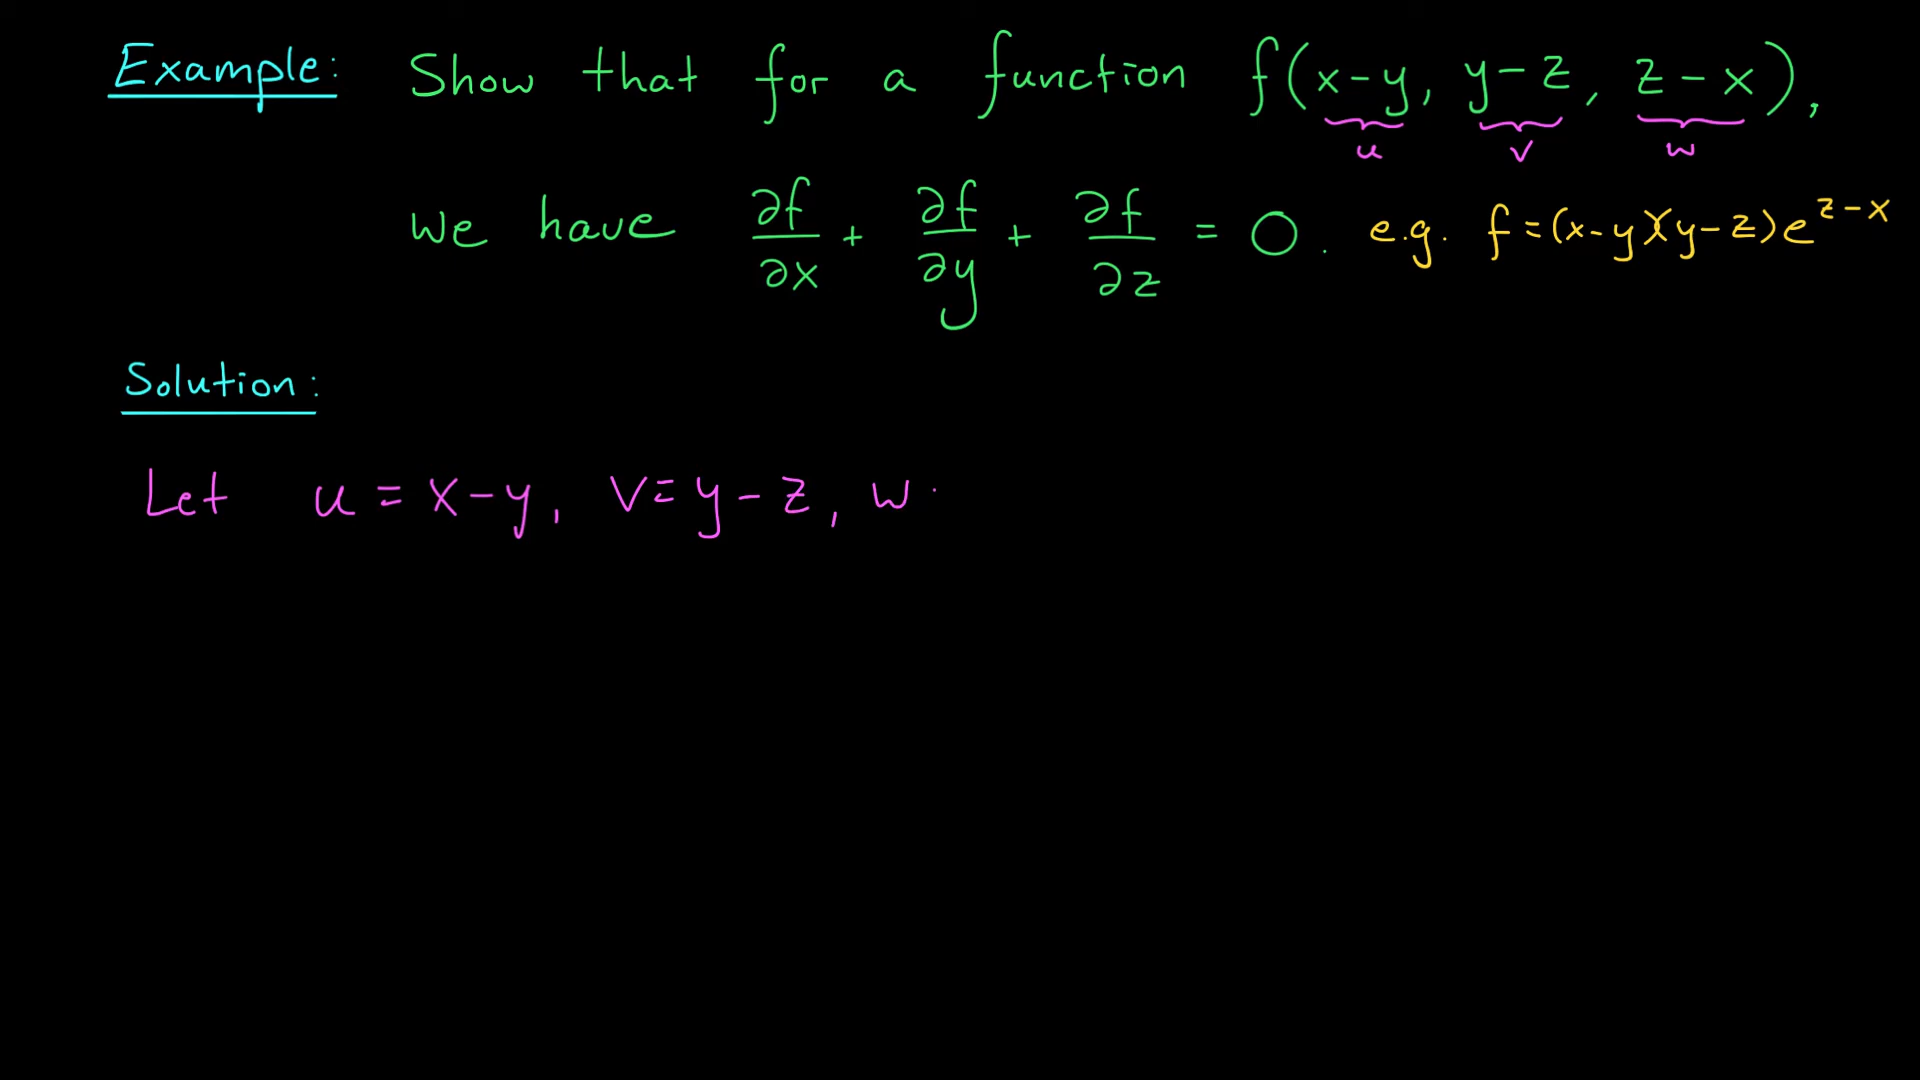 Example: Show that for a function f(x-y, y-z, z-x),
u v w
We have ∂f/∂x + ∂f/∂y + ∂f/∂z = 0. e.g. f=(x-y)(y-z)e^{z-x}
Solution:
Let u = x-y, v = y-z, w